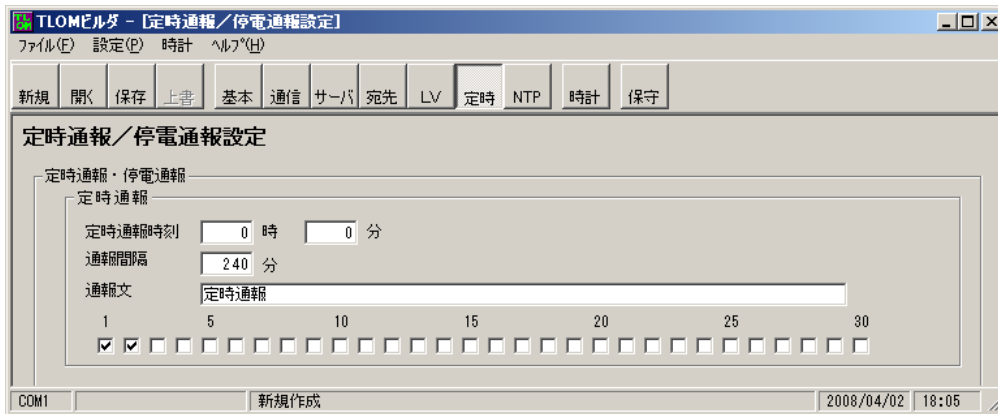 TLOMビルダ - [定時通報／停電通報設定]
ファイル(F) 設定(P) 時計 ヘルプ(H)
新規 開く 保存 上書 基本 通信 サーバ 宛先 LV 定時 NTP 時計 保守
定時通報／停電通報設定
定時通報・停電通報
定時通報
定時通報時刻 0 時 0 分
通報間隔 240 分
通報文 定時通報
1 5 10 15 20 25 30
COM1 新規作成 2008/04/02 18:05